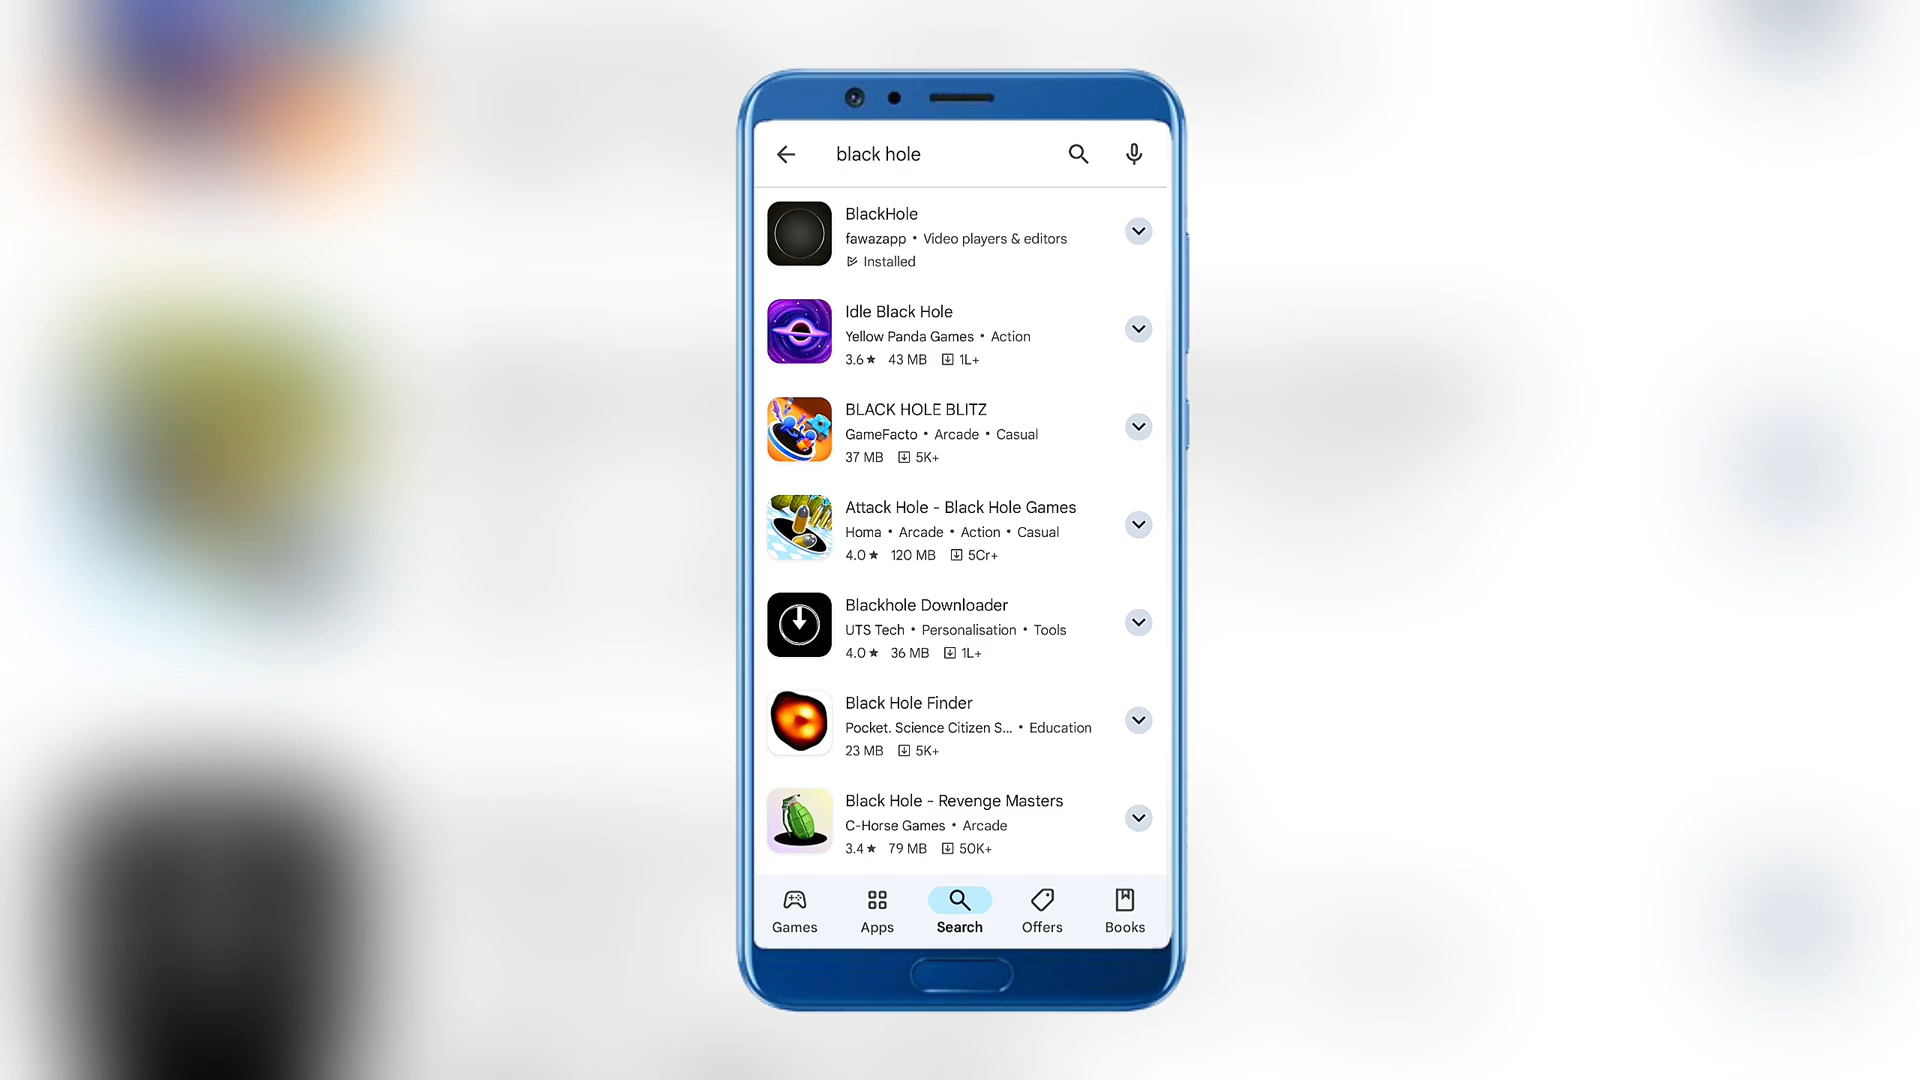 black hole
BlackHole
fawazapp • Video players & editors
Installed
Idle Black Hole
Yellow Panda Games • Action
3.6★ 43 MB 1L+
BLACK HOLE BLITZ
GameFacto • Arcade • Casual
37 MB 5K+
Attack Hole - Black Hole Games
Homa • Arcade • Action • Casual
4.0★ 120 MB 5Cr+
Blackhole Downloader
UTS Tech • Personalisation • Tools
4.0★ 36 MB 1L+
Black Hole Finder
Pocket. Science Citizen S... • Education
23 MB 5K+
Black Hole - Revenge Masters
C-Horse Games • Arcade
3.4★ 79 MB 50K+
Games Apps Search Offers Books